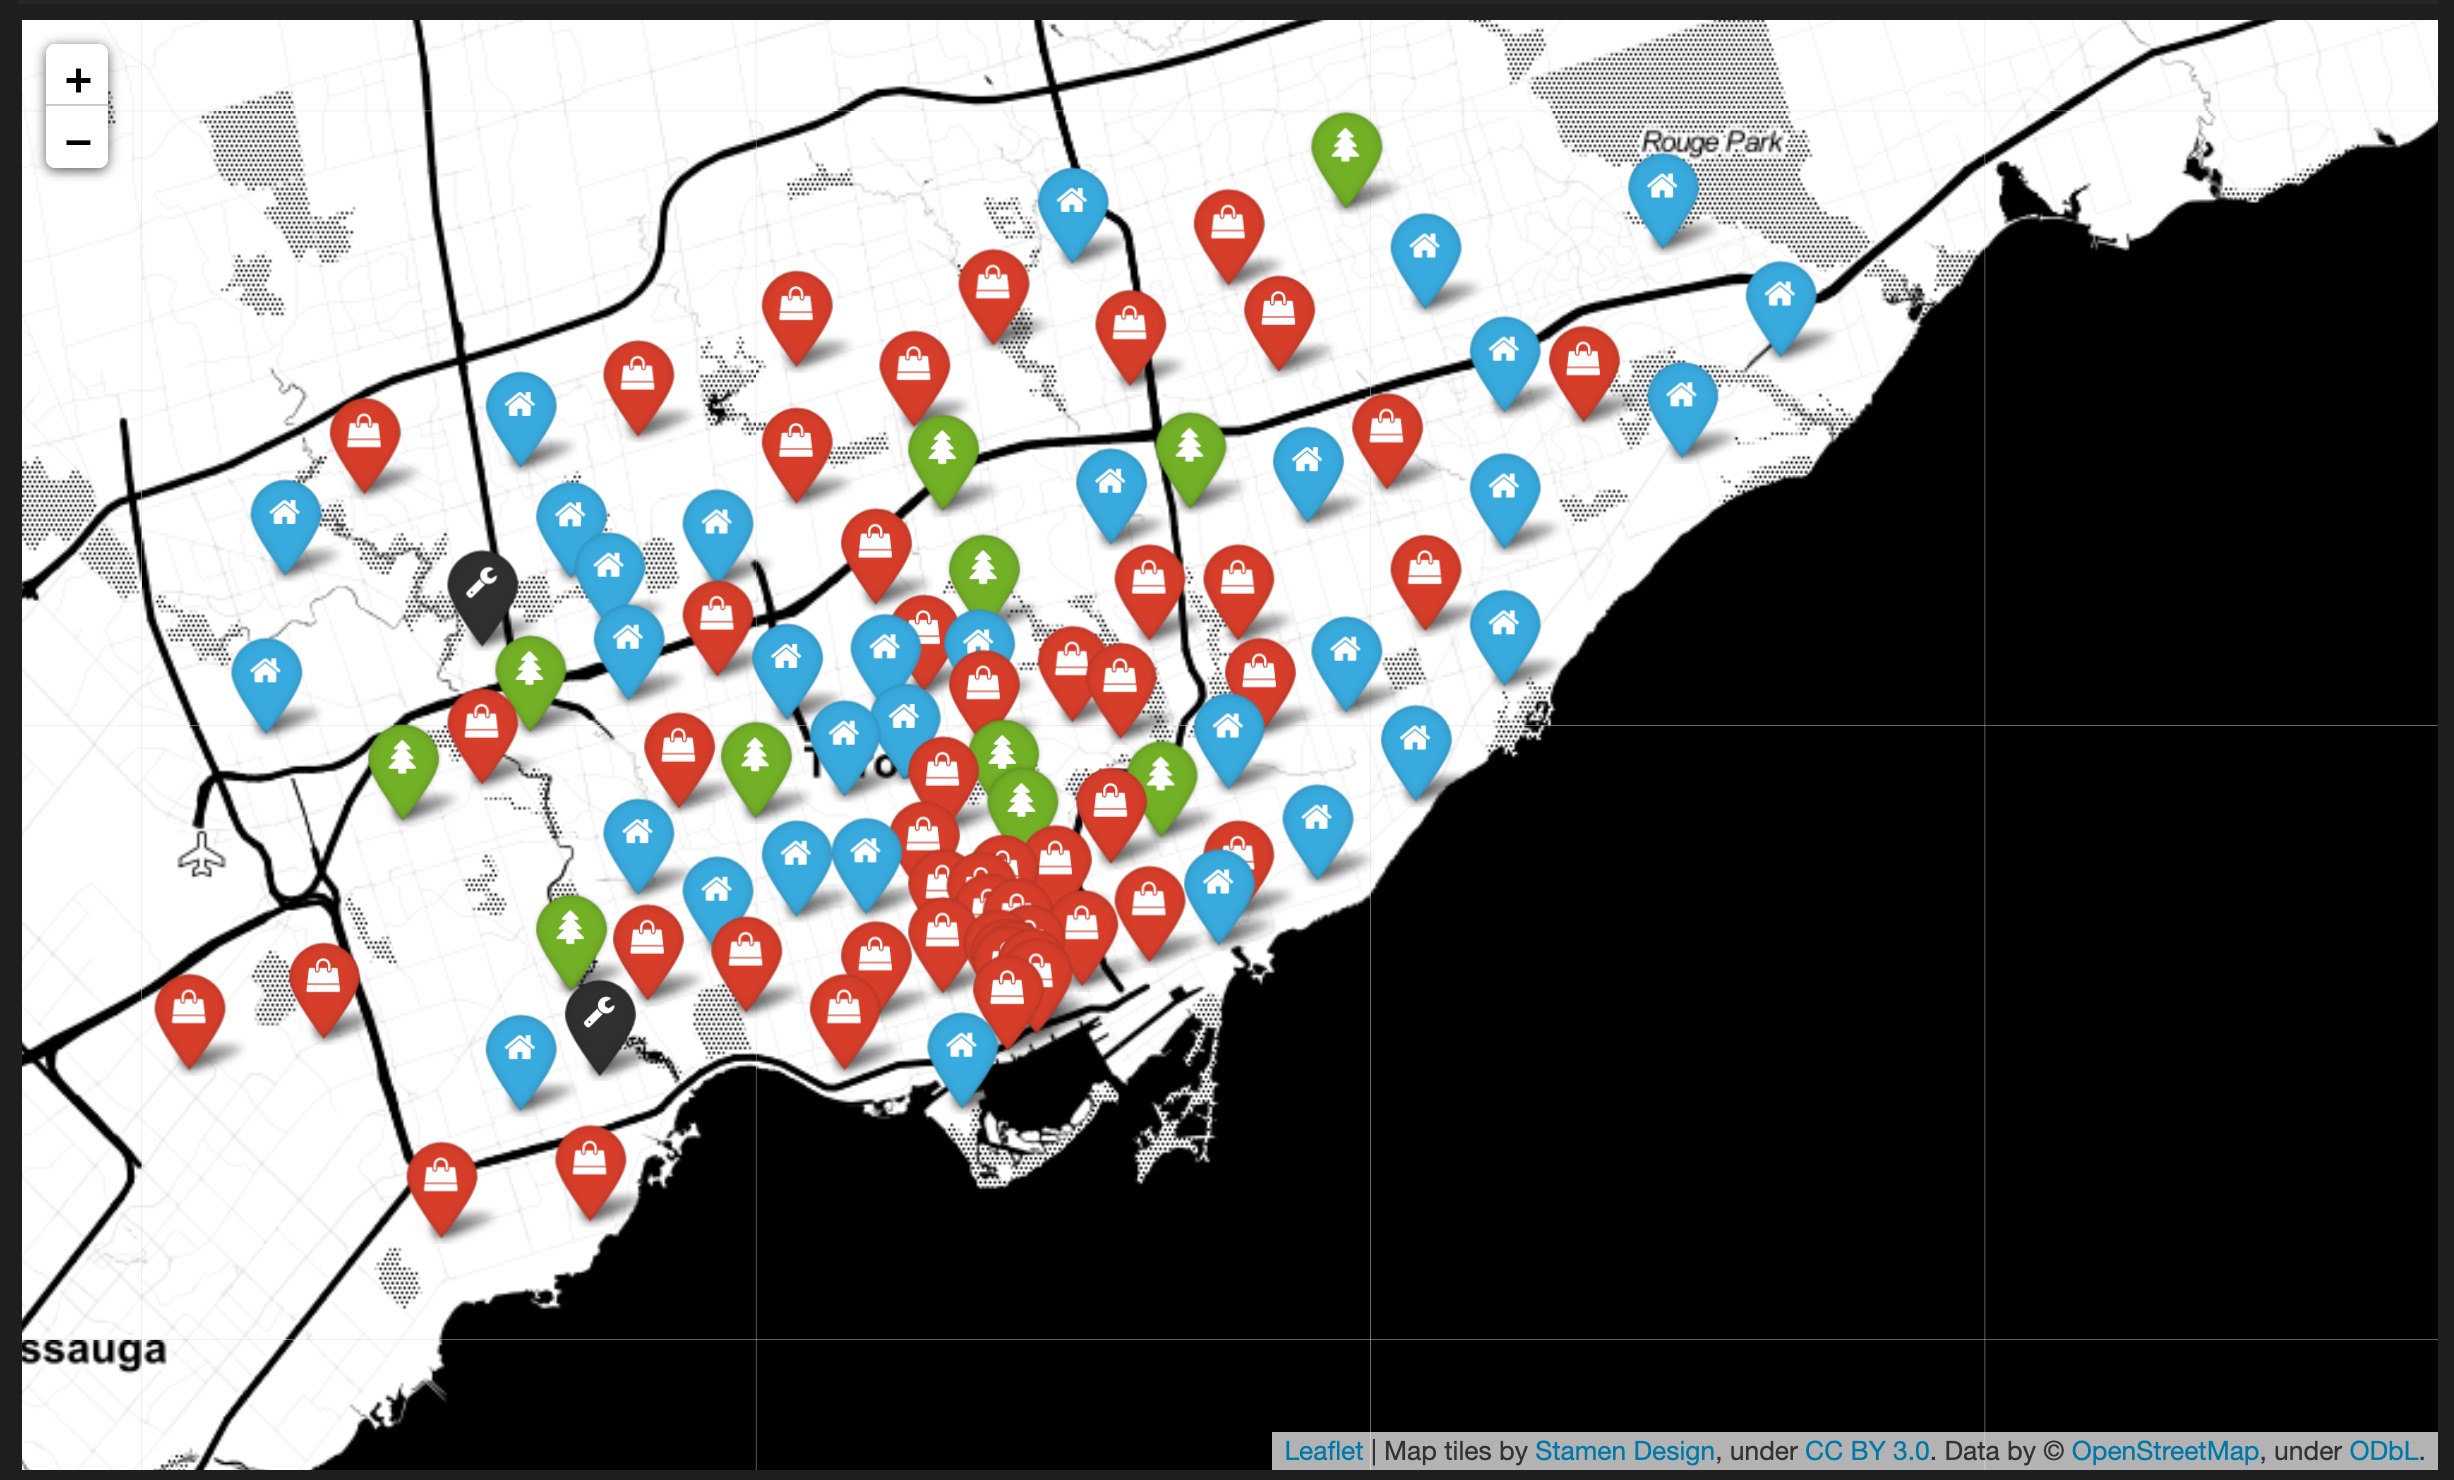 +
−
Rouge Park
ssauga
Leaflet | Map tiles by Stamen Design, under CC BY 3.0. Data by © OpenStreetMap, under ODbL.